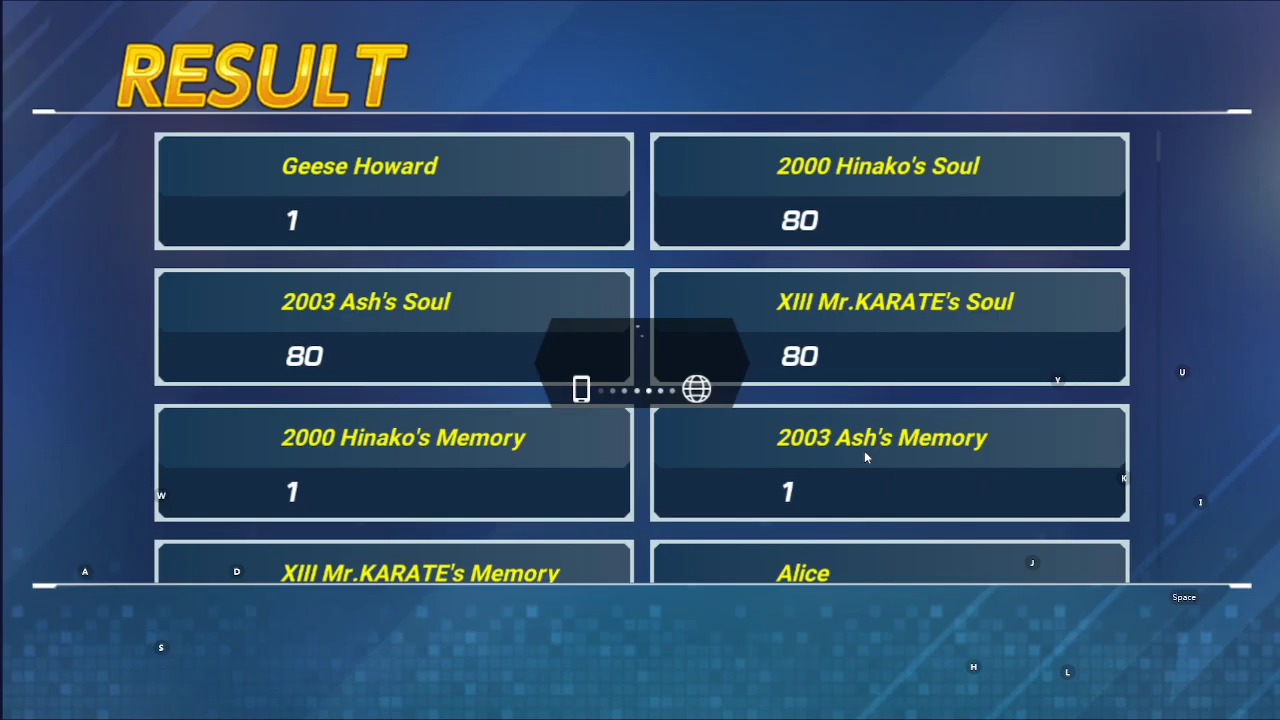 RESULT
Geese Howard
1
2000 Hinako's Soul
80
2003 Ash's Soul
80
XIII Mr.KARATE's Soul
80
Y
U
2000 Hinako's Memory
1
2003 Ash's Memory
1
W
K
I
XIII Mr.KARATE's Memory
Alice
A
D
J
Space
S
H
L